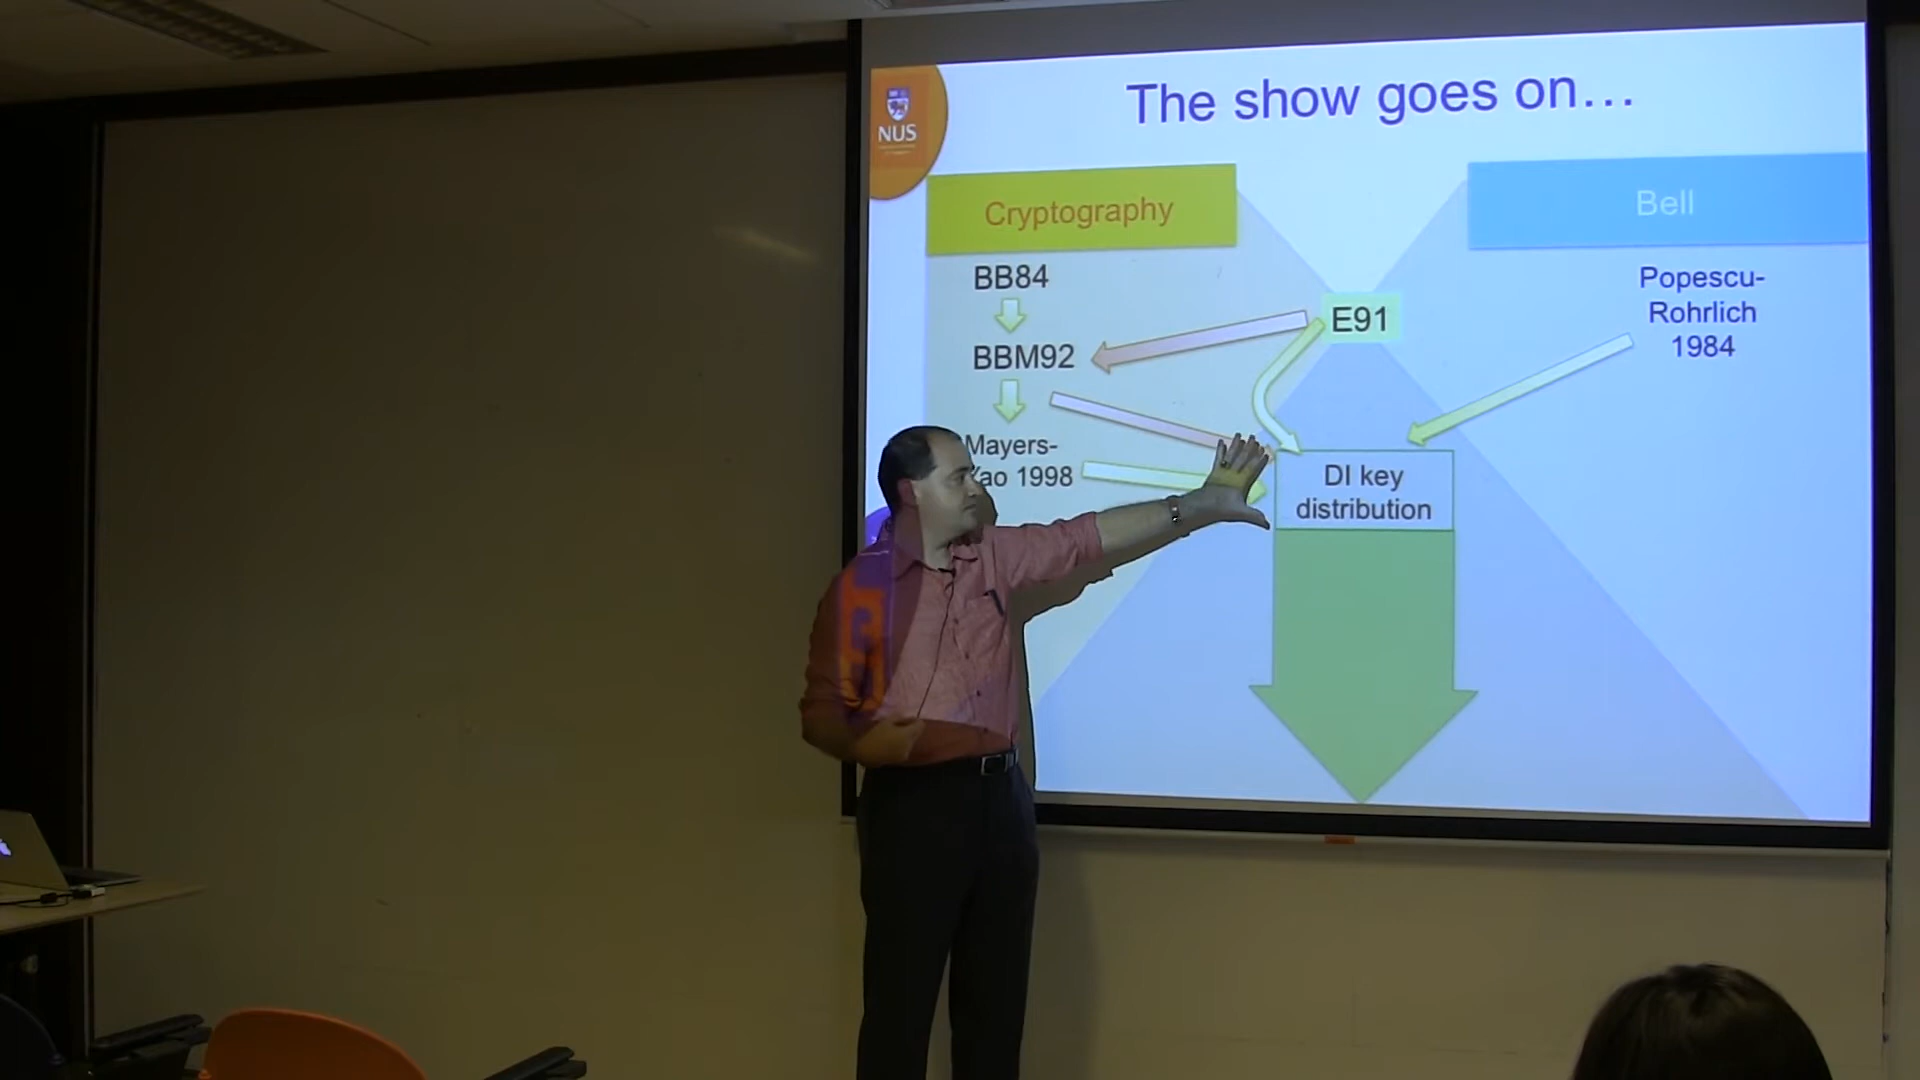 The show goes on...
NUS
Cryptography
Bell
BB84
BBM92
Mayers-
Yao 1998
E91
Popescu-
Rohrlich
1984
DI key
distribution